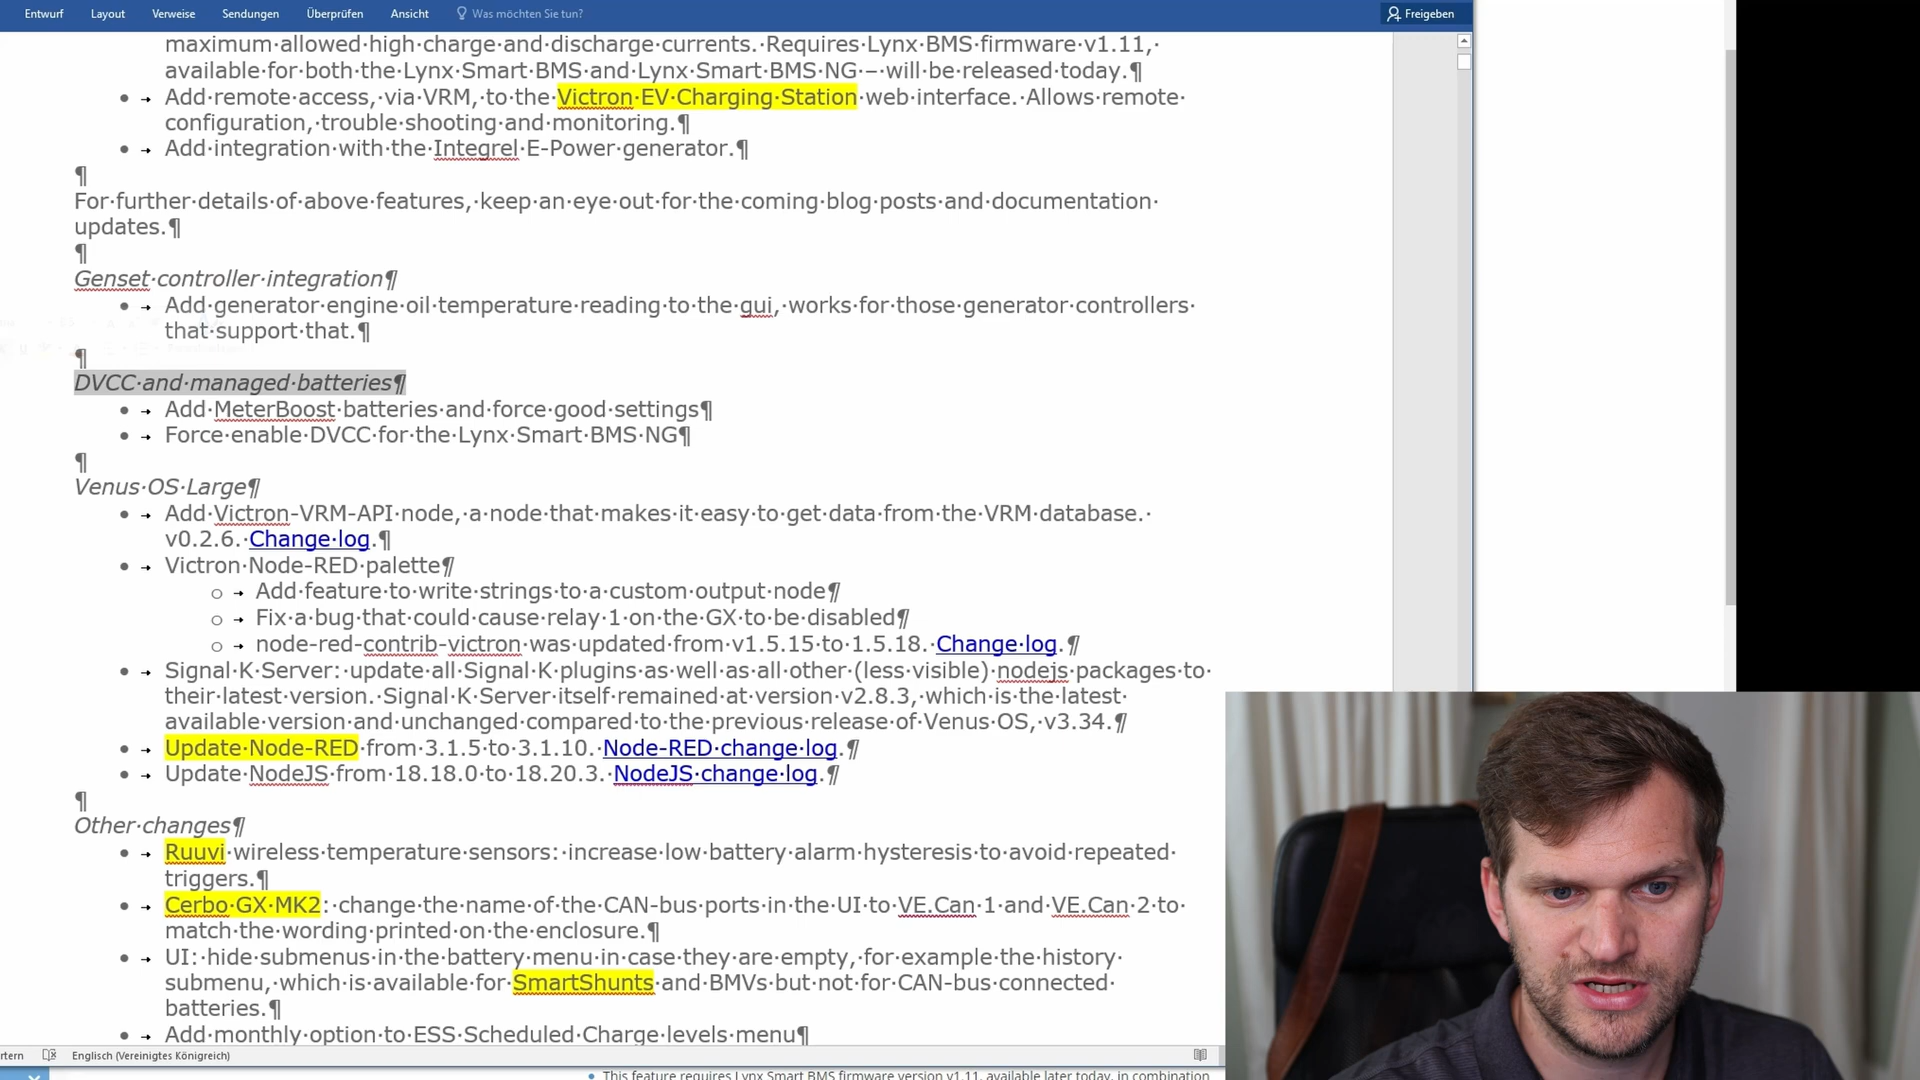 Entwurf Layout Verweise Sendungen Überprüfen Ansicht Was möchten Sie tun? Freigeben
maximum allowed high charge and discharge currents. Requires Lynx BMS firmware v1.11,
available for both the Lynx Smart BMS and Lynx Smart BMS NG – will be released today.¶
• Add remote access, via VRM, to the Victron EV Charging Station web interface. Allows remote
configuration, trouble shooting and monitoring.¶
• Add integration with the Integrel E-Power generator.¶
¶
For further details of above features, keep an eye out for the coming blog posts and documentation
updates.¶
¶
Genset controller integration¶
• Add generator engine oil temperature reading to the gui, works for those generator controllers
that support that.¶
¶
DVCC and managed batteries¶
• Add MeterBoost batteries and force good settings¶
• Force enable DVCC for the Lynx Smart BMS NG¶
¶
Venus OS Large¶
• Add Victron-VRM-API node, a node that makes it easy to get data from the VRM database.
v0.2.6. Change log.¶
• Victron Node-RED palette¶
o Add feature to write strings to a custom output node¶
o Fix a bug that could cause relay 1 on the GX to be disabled¶
o node-red-contrib-victron was updated from v1.5.15 to 1.5.18. Change log.¶
• Signal K Server: update all Signal K plugins as well as all other (less visible) nodejs packages to
their latest version. Signal K Server itself remained at version v2.8.3, which is the latest
available version and unchanged compared to the previous release of Venus OS, v3.34.¶
• Update Node-RED from 3.1.5 to 3.1.10. Node-RED change log.¶
• Update NodeJS from 18.18.0 to 18.20.3. NodeJS change log.¶
¶
Other changes¶
• Ruuvi wireless temperature sensors: increase low battery alarm hysteresis to avoid repeated
triggers.¶
• Cerbo GX MK2: change the name of the CAN-bus ports in the UI to VE.Can 1 and VE.Can 2 to
match the wording printed on the enclosure.¶
• UI: hide submenus in the battery menu in case they are empty, for example the history
submenu, which is available for SmartShunts and BMVs but not for CAN-bus connected
batteries.¶
• Add monthly option to ESS Scheduled Charge levels menu¶
rtern Englisch (Vereinigtes Königreich)
• This feature requires Lynx Smart BMS firmware version v1.11, available later today, in combination